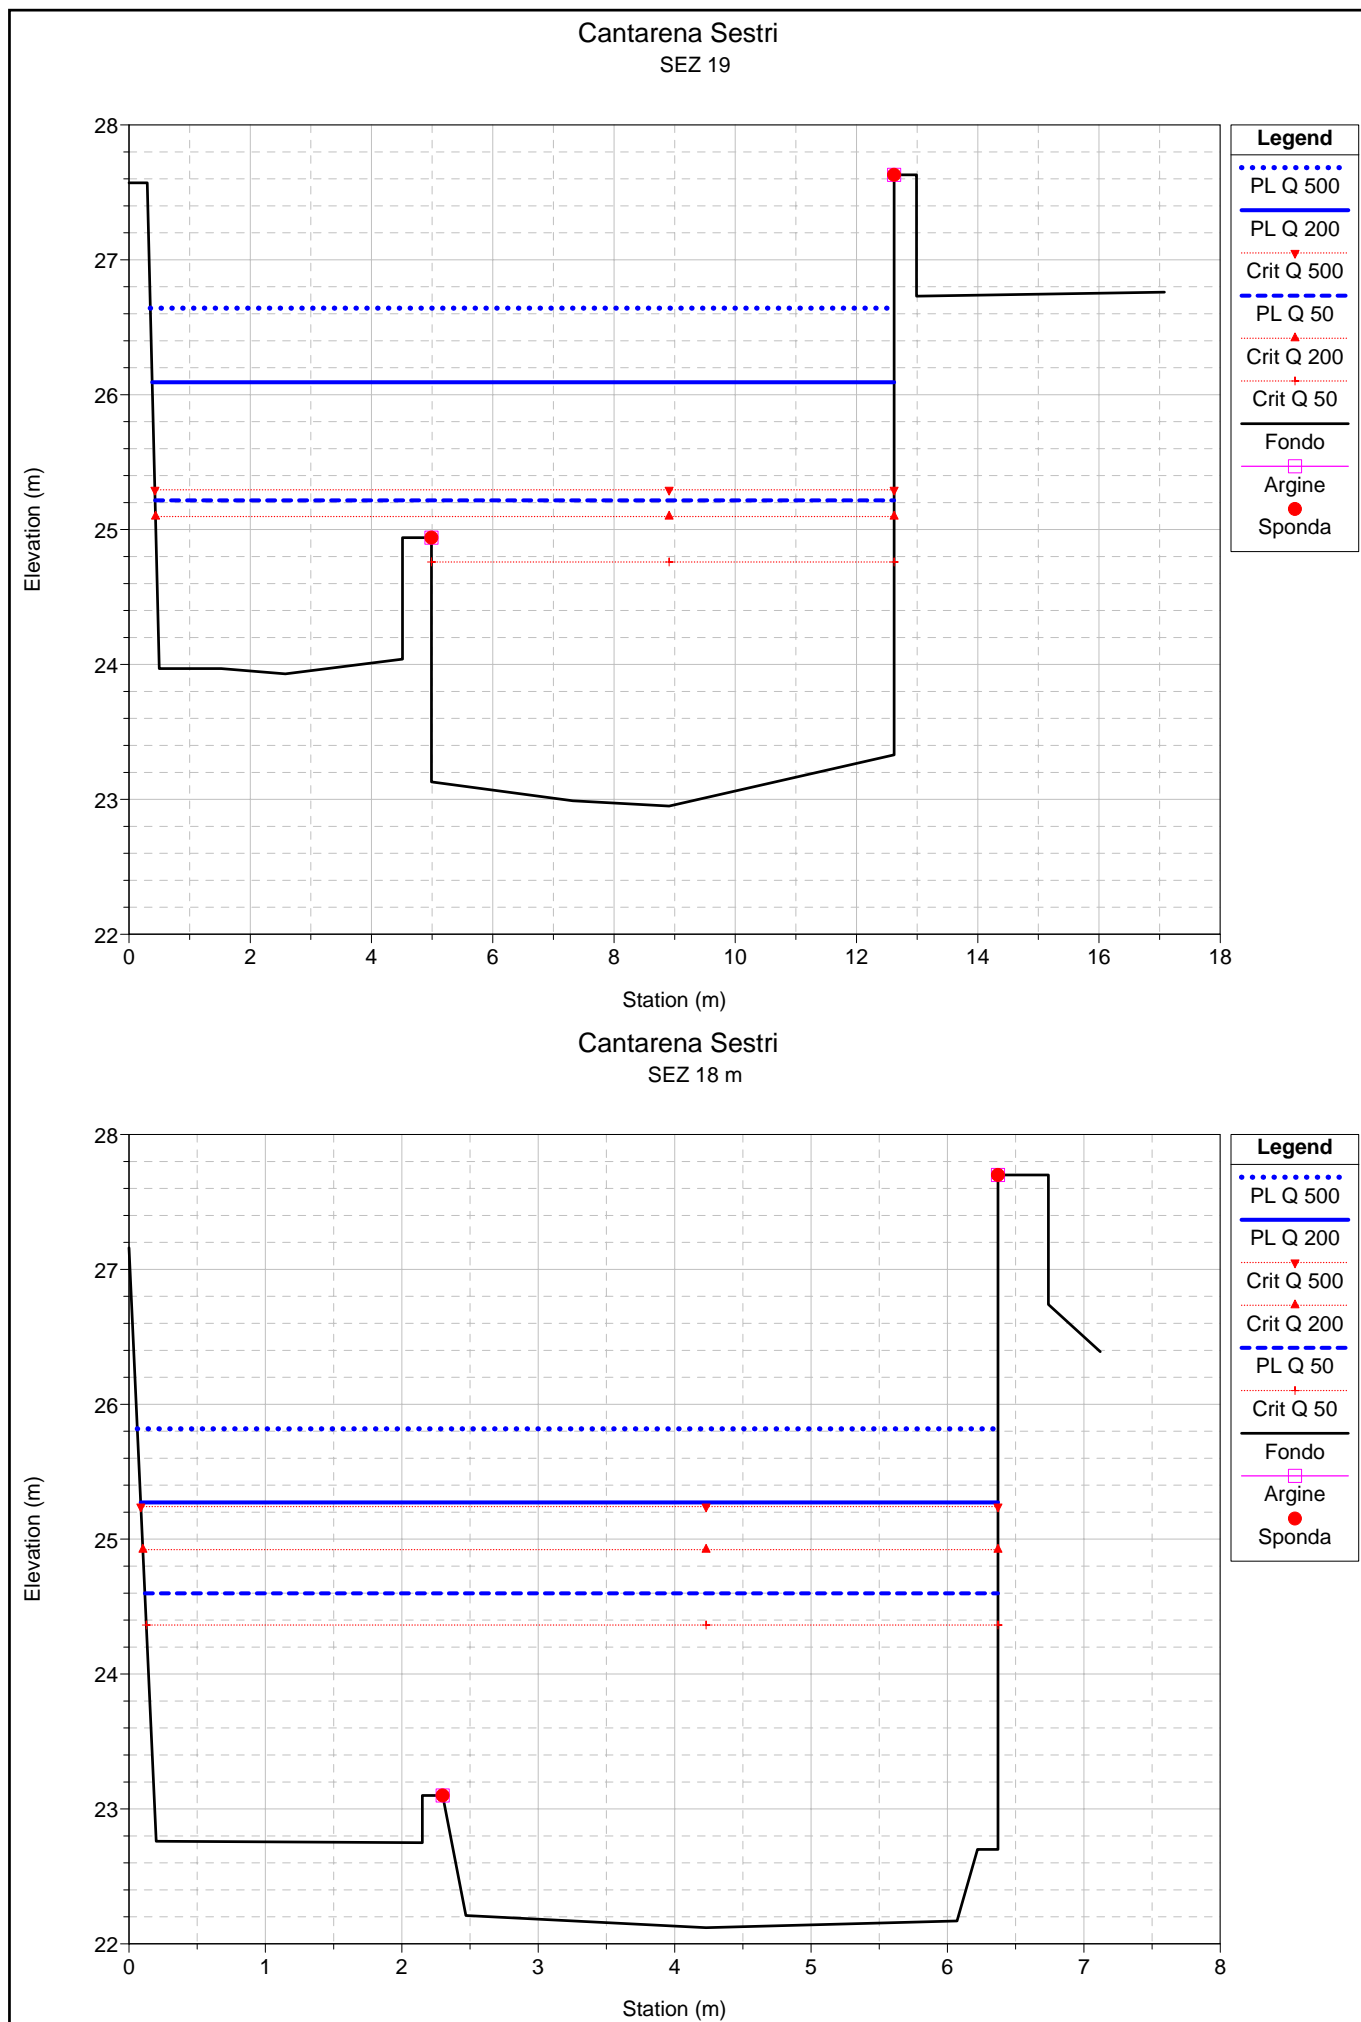 Cantarena Sestri
SEZ 19
28
27
26
25
24
23
22
Elevation (m)
0 2 4 6 8 10 12 14 16 18
Station (m)
Legend
PL Q 500
PL Q 200
Crit Q 500
PL Q 50
Crit Q 200
Crit Q 50
Fondo
Argine
Sponda
Cantarena Sestri
SEZ 18 m
28
27
26
25
24
23
22
Elevation (m)
0 1 2 3 4 5 6 7 8
Station (m)
Legend
PL Q 500
PL Q 200
Crit Q 500
Crit Q 200
PL Q 50
Crit Q 50
Fondo
Argine
Sponda